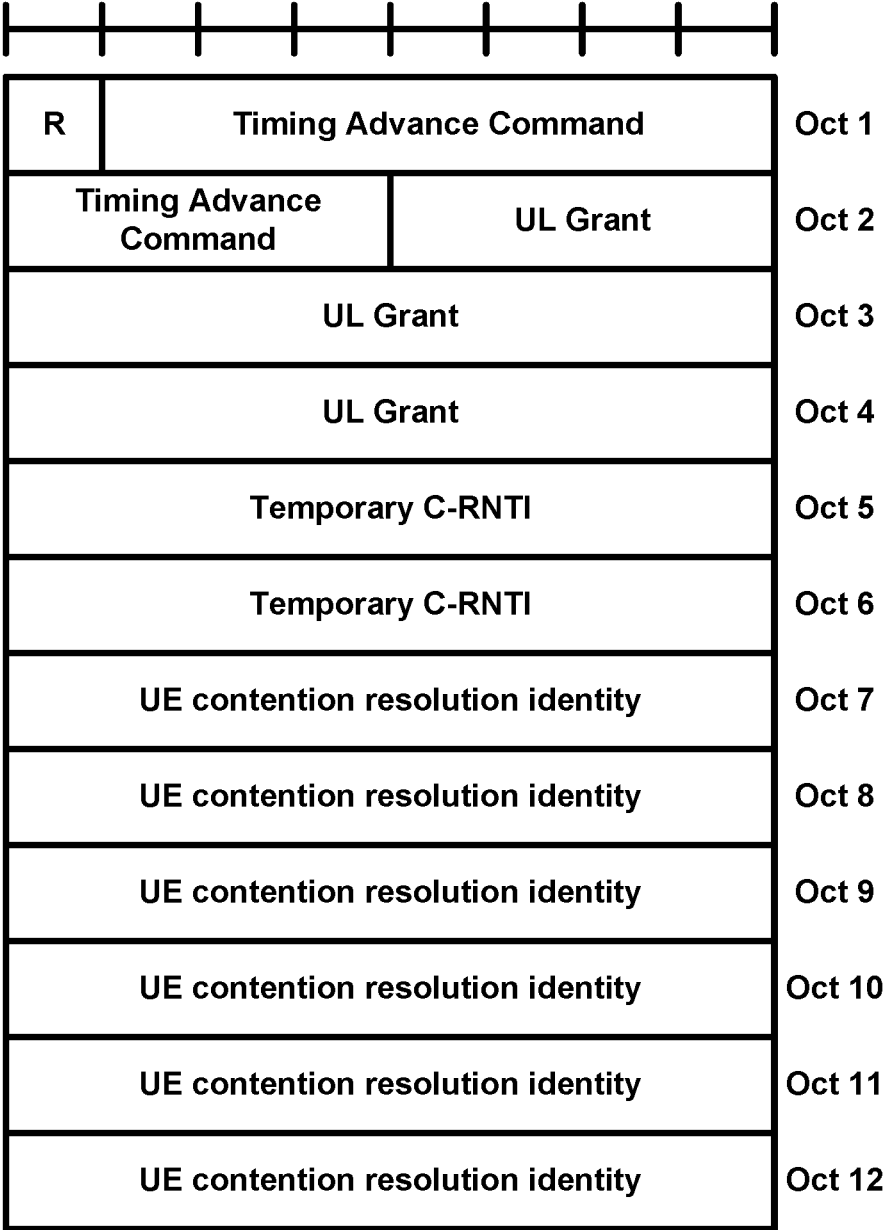 R Timing Advance Command Oct 1
Timing Advance
Command
UL Grant Oct 2
UL Grant Oct 3
UL Grant Oct 4
Temporary C-RNTI Oct 5
Temporary C-RNTI Oct 6
UE contention resolution identity Oct 7
UE contention resolution identity Oct 8
UE contention resolution identity Oct 9
UE contention resolution identity Oct 10
UE contention resolution identity Oct 11
UE contention resolution identity Oct 12